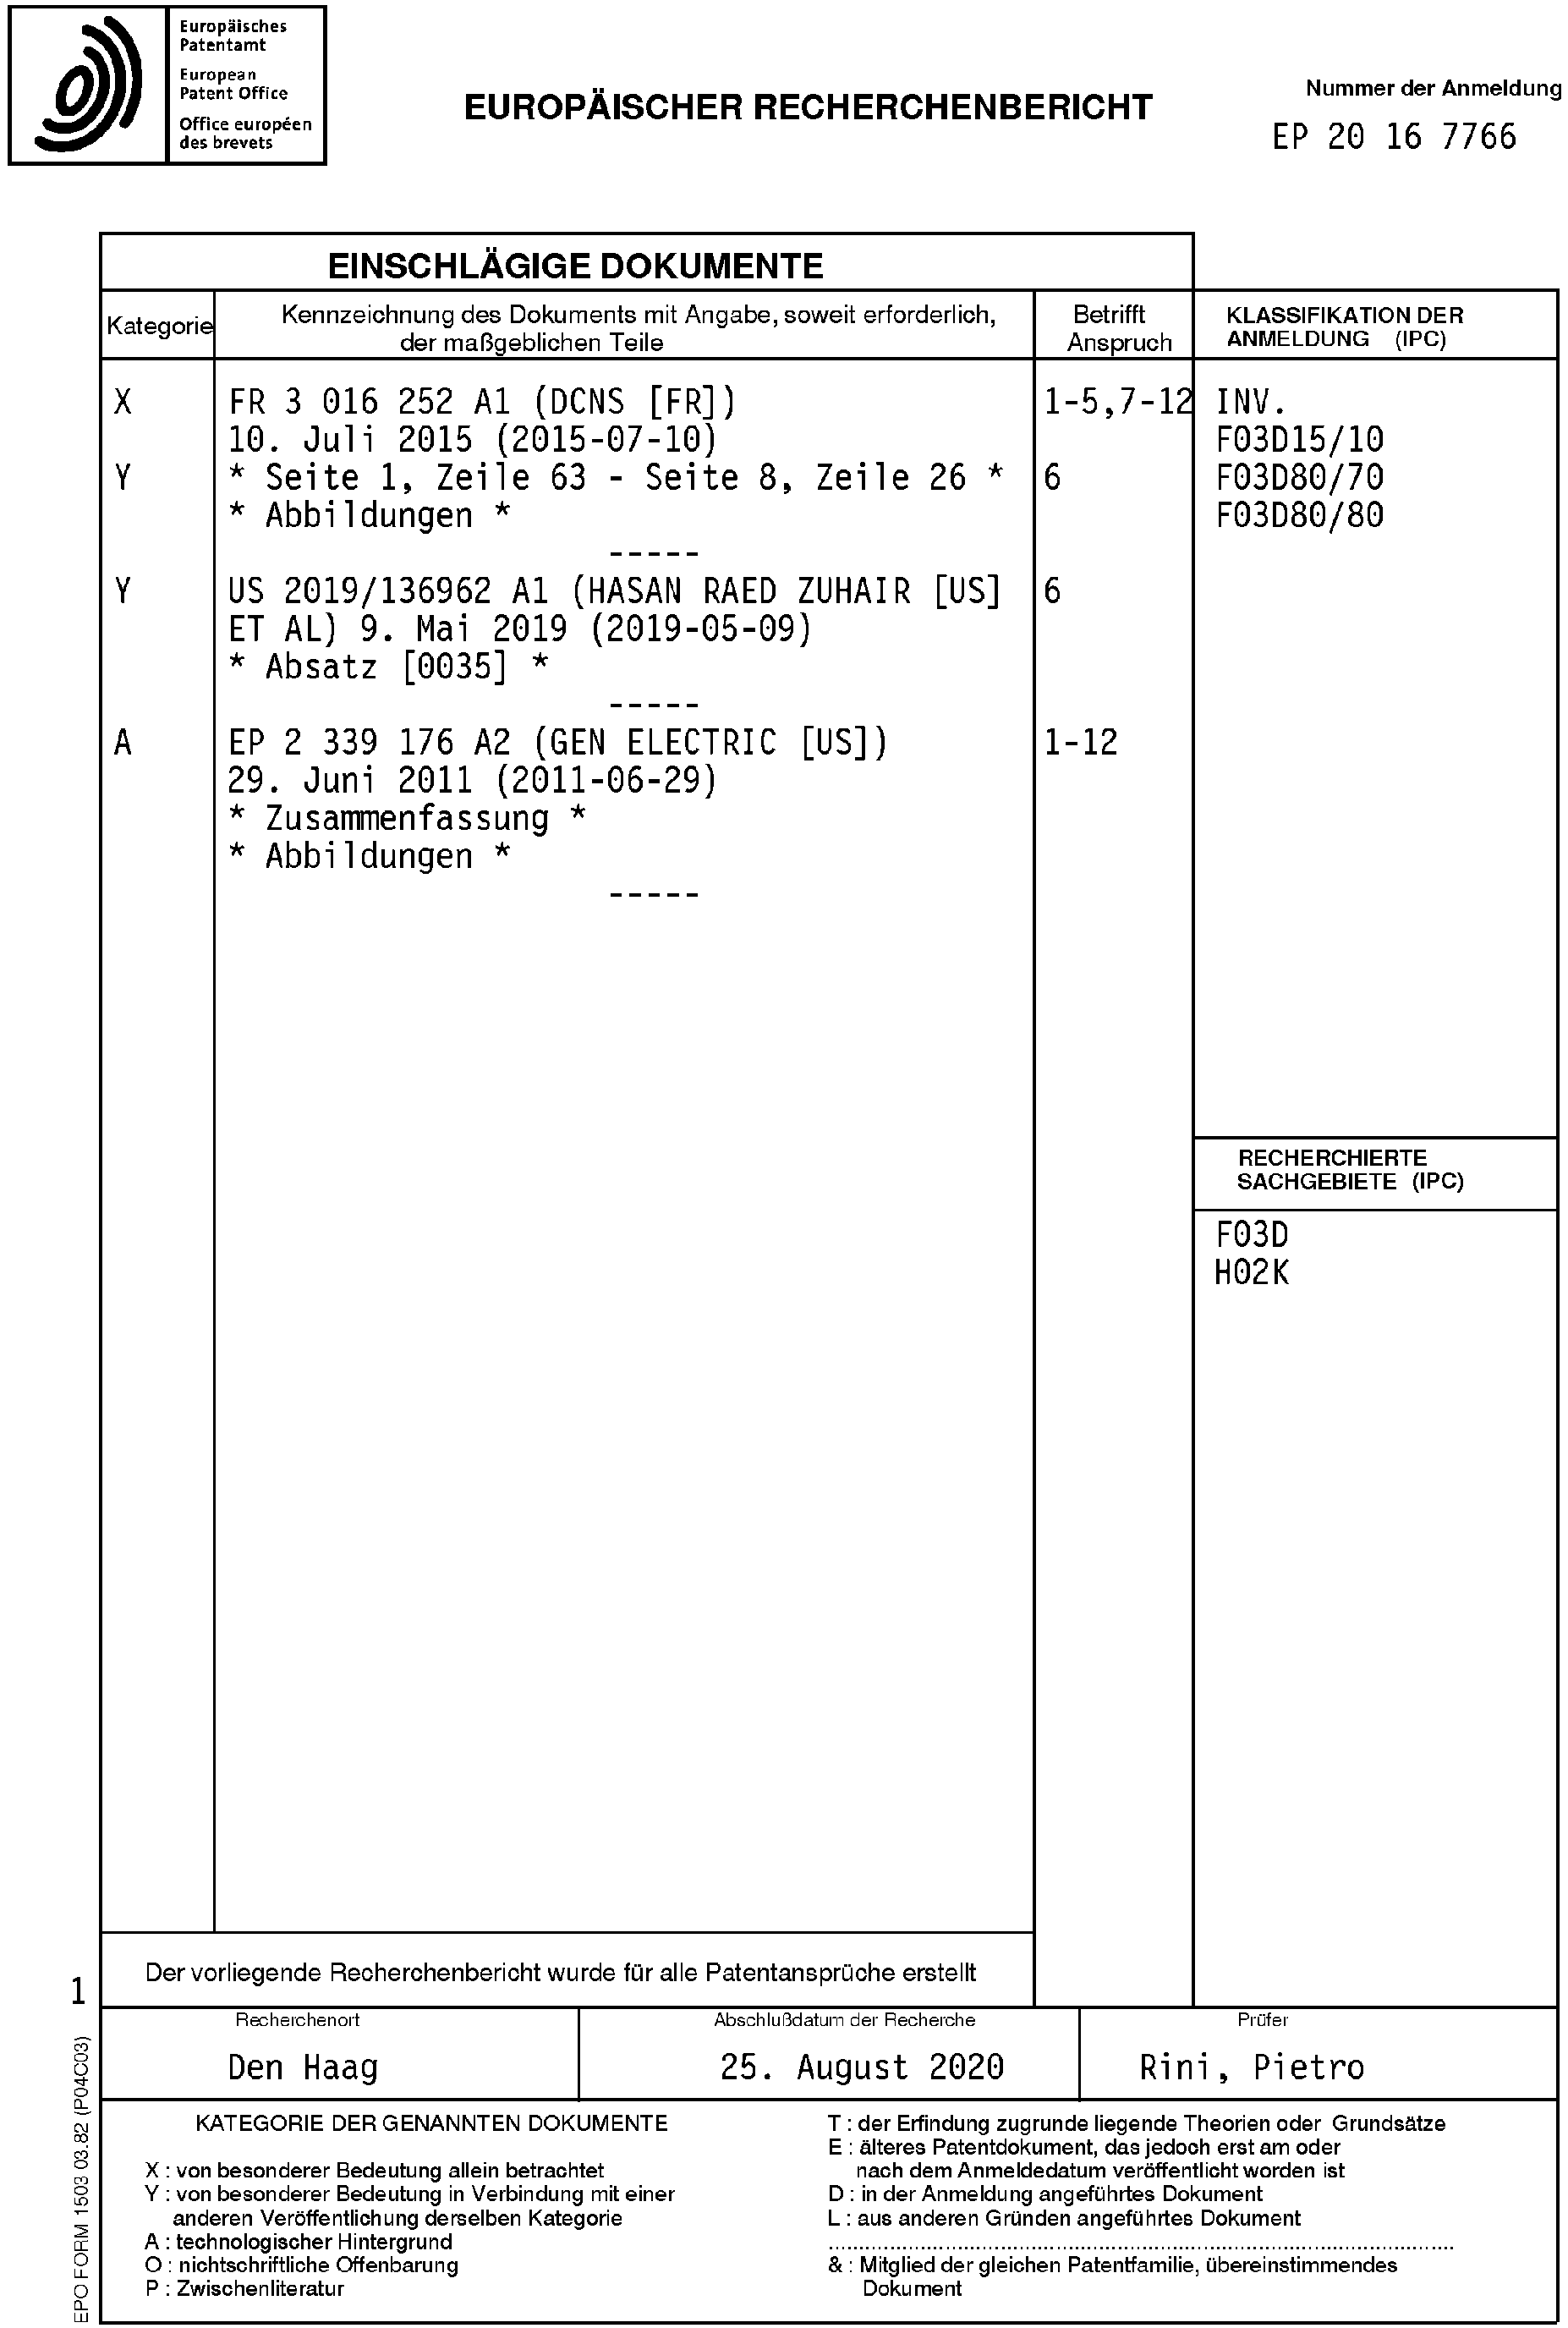 Europäisches
Patentamt
European
Patent Office
Office européen
des brevets
EUROPÄISCHER RECHERCHENBERICHT
Nummer der Anmeldung
EP 20 16 7766
EINSCHLÄGIGE DOKUMENTE
Kategorie
Kennzeichnung des Dokuments mit Angabe, soweit erforderlich,
der maßgeblichen Teile
Betrifft
Anspruch
KLASSIFIKATION DER
ANMELDUNG (IPC)
X FR 3 016 252 A1 (DCNS [FR]) 1-5,7-12 INV.
10. Juli 2015 (2015-07-10) F03D15/10
Y * Seite 1, Zeile 63 - Seite 8, Zeile 26 * 6 F03D80/70
* Abbildungen * F03D80/80
-----
Y US 2019/136962 A1 (HASAN RAED ZUHAIR [US] 6
ET AL) 9. Mai 2019 (2019-05-09)
* Absatz [0035] *
-----
A EP 2 339 176 A2 (GEN ELECTRIC [US]) 1-12
29. Juni 2011 (2011-06-29)
* Zusammenfassung *
* Abbildungen *
-----
RECHERCHIERTE
SACHGEBIETE (IPC)
F03D
H02K
Der vorliegende Recherchenbericht wurde für alle Patentansprüche erstellt
1
Recherchenort Abschlußdatum der Recherche Prüfer
Den Haag 25. August 2020 Rini, Pietro
KATEGORIE DER GENANNTEN DOKUMENTE
X : von besonderer Bedeutung allein betrachtet
Y : von besonderer Bedeutung in Verbindung mit einer
anderen Veröffentlichung derselben Kategorie
A : technologischer Hintergrund
O : nichtschriftliche Offenbarung
P : Zwischenliteratur
T : der Erfindung zugrunde liegende Theorien oder Grundsätze
E : älteres Patentdokument, das jedoch erst am oder
nach dem Anmeldedatum veröffentlicht worden ist
D : in der Anmeldung angeführtes Dokument
L : aus anderen Gründen angeführtes Dokument
& : Mitglied der gleichen Patentfamilie, übereinstimmendes
Dokument
EPO FORM 1503 03.82 (P04C03)